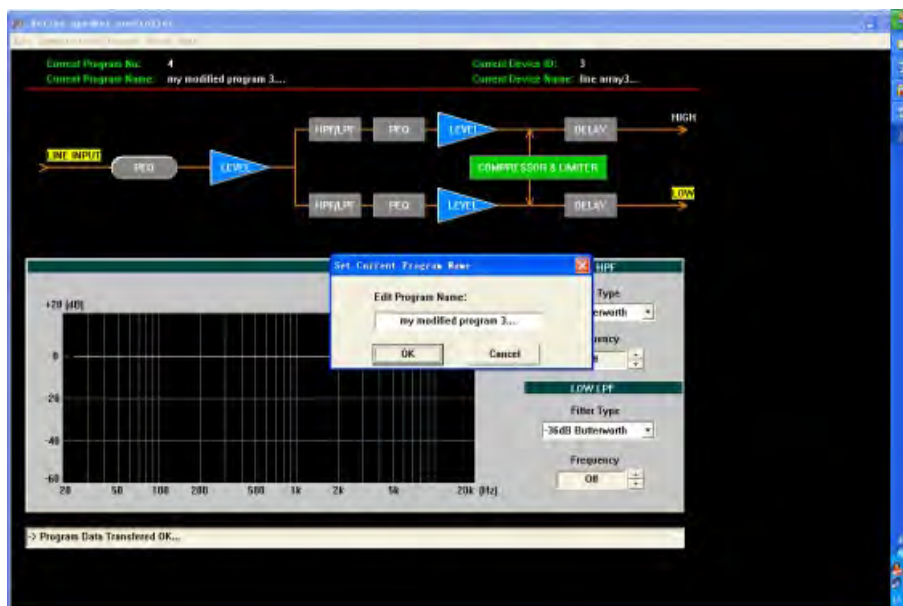 Active speaker controller
Current Program No: 4
Current Device ID: 3
Current Program Name: my modified program 3...
Current Device Name: line array3...
LINE INPUT
PEQ
LEVEL
HPF/LPF
PEQ
LEVEL
DELAY
HIGH
COMPRESSOR & LIMITER
HPF/LPF
PEQ
LEVEL
DELAY
LOW
Set Current Program Name
HPF
Edit Program Name:
my modified program 3...
OK
Cancel
Type
+20 (dB)
0
-20
-40
-60
20 50 100 200 500 1k 2k 5k 20k (Hz)
LOW LPF
Filter Type
-36dB Butterworth
Frequency
Off
-> Program Data Transfered OK...